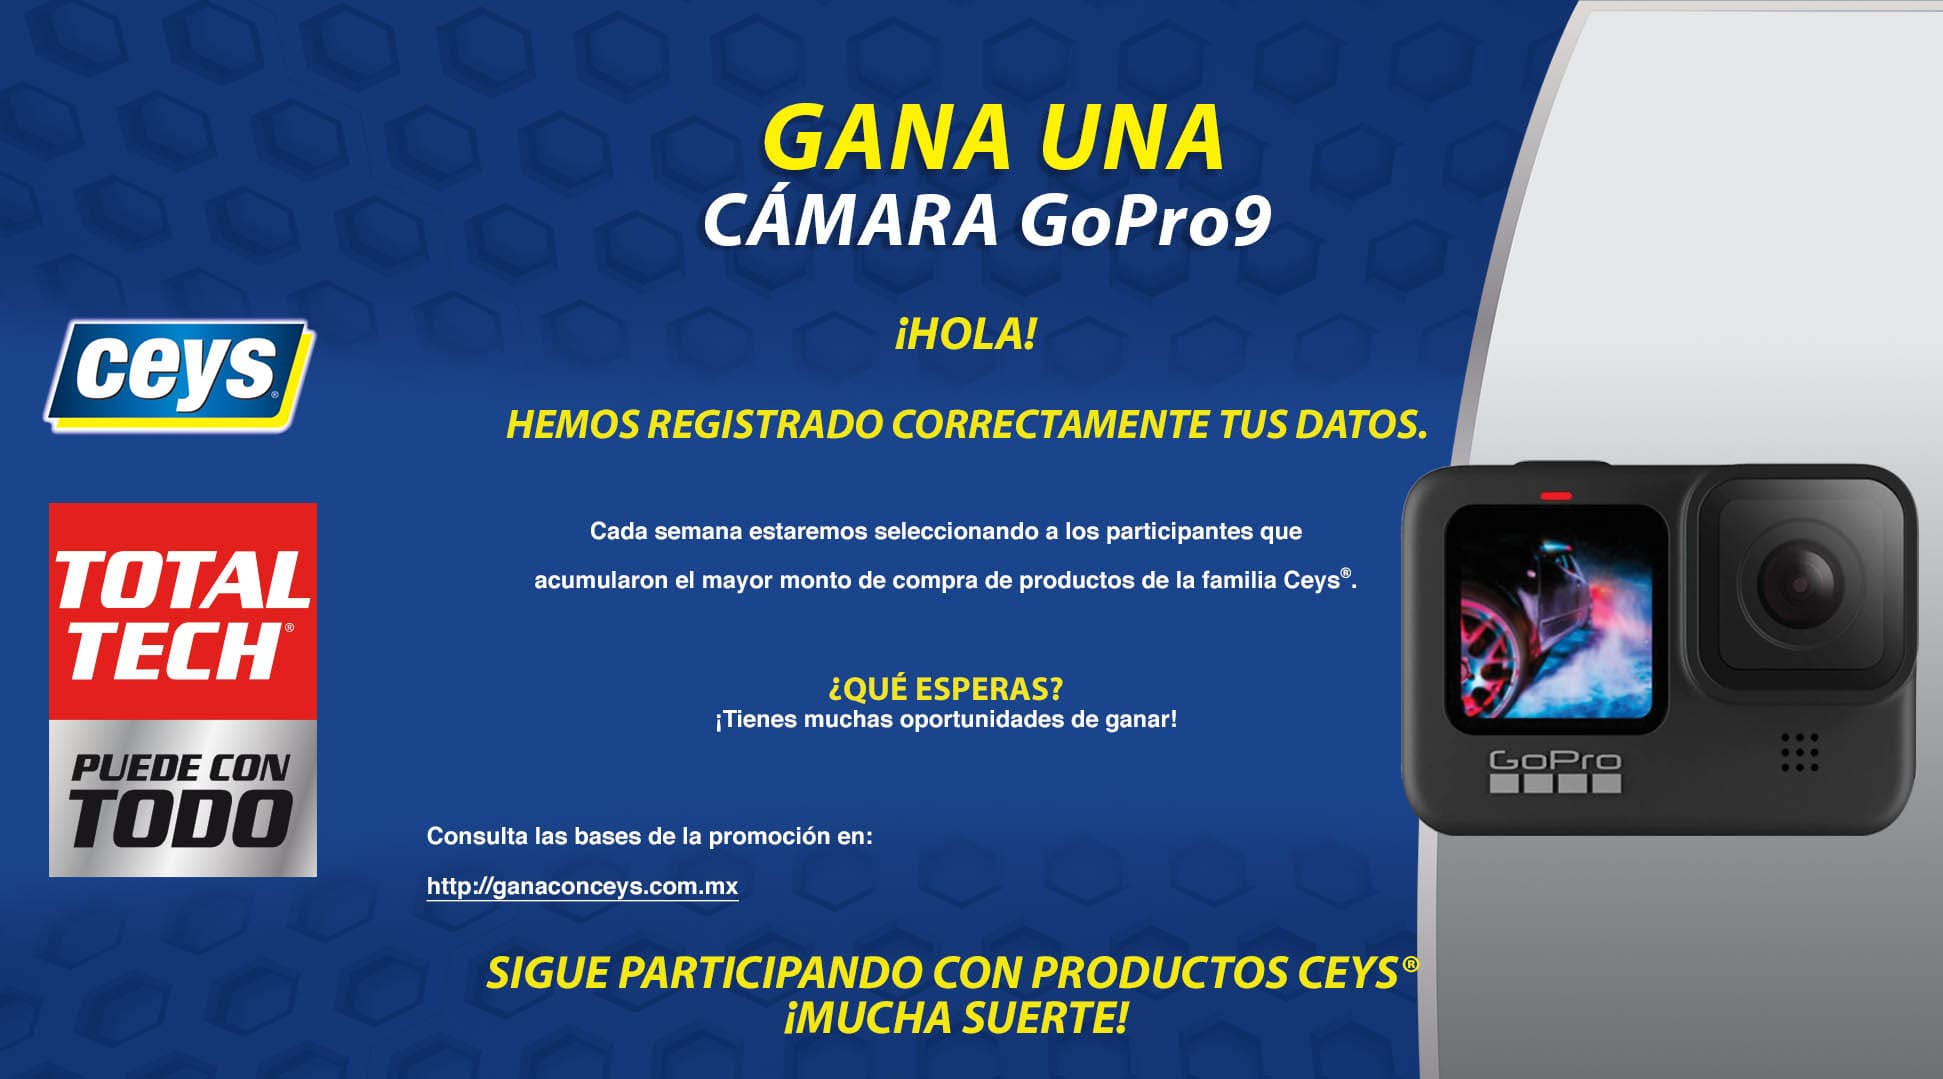 GANA UNA
CÁMARA GoPro9
¡HOLA!
HEMOS REGISTRADO CORRECTAMENTE TUS DATOS.
Cada semana estaremos seleccionando a los participantes que
acumularon el mayor monto de compra de productos de la familia Ceys®.
¿QUÉ ESPERAS?
¡Tienes muchas oportunidades de ganar!
Consulta las bases de la promoción en:
http://ganaconceys.com.mx
SIGUE PARTICIPANDO CON PRODUCTOS CEYS®
¡MUCHA SUERTE!
ceys®
TOTAL
TECH®
PUEDE CON
TODO
GoPro